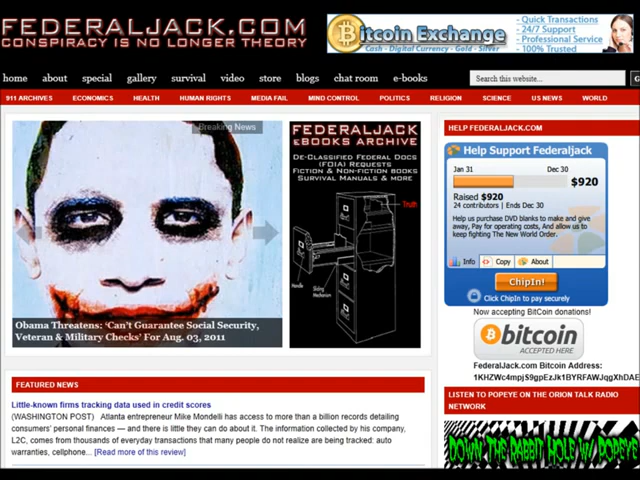 FEDERALJACK.COM
CONSPIRACY IS NO LONGER THEORY
Bitcoin Exchange
Cash - Digital Currency - Gold - Silver
- Quick Transactions
- 24/7 Support
- Professional Service
- 100% Trusted
home about special gallery survival video store blogs chat room e-books
Search this website...
G
911 ARCHIVES ECONOMICS HEALTH HUMAN RIGHTS MEDIA FAIL MIND CONTROL POLITICS RELIGION SCIENCE US NEWS WORLD
Breaking News
Obama Threats: 'Can't Guarantee Social Security,
Veteran & Military Checks' For Aug. 03, 2011
FEDERALJACK
EBOOKS ARCHIVE
De-Classified Federal Docs
(FOIA) Requests
Fiction & Non-fiction books
Survival Manuals & more
Truth
Handle
Sliding
Mechanism
HELP FEDERALJACK.COM
Help Support Federaljack
Jan 31 Dec 30
$920
Raised $920
24 contributors | Ends Dec 30
Help us purchase DVD blanks to make and give
away, Pay for operating costs, And allow us to
keep fighting The New World Order.
Info Copy About
ChipIn!
Click ChipIn to pay securely
Now accepting BitCoin donations!
bitcoin
ACCEPTED HERE
FederalJack.com Bitcoin Address:
1KHZWc4mpjS9gpEzJk1BYRFAWJqgXhDAE
LISTEN TO POPEYE ON THE ORION TALK RADIO
NETWORK
DOWN THE RABBIT HOLE W/ POPEYE
FEATURED NEWS
Little-known firms tracking data used in credit scores
(WASHINGTON POST) Atlanta entrepreneur Mike Mondelli has access to more than a billion records detailing
consumers' personal finances — and there is little they can do about it. The information collected by his company,
L2C, comes from thousands of everyday transactions that many people do not realize are being tracked: auto
warranties, cellphone... [Read more of this review]